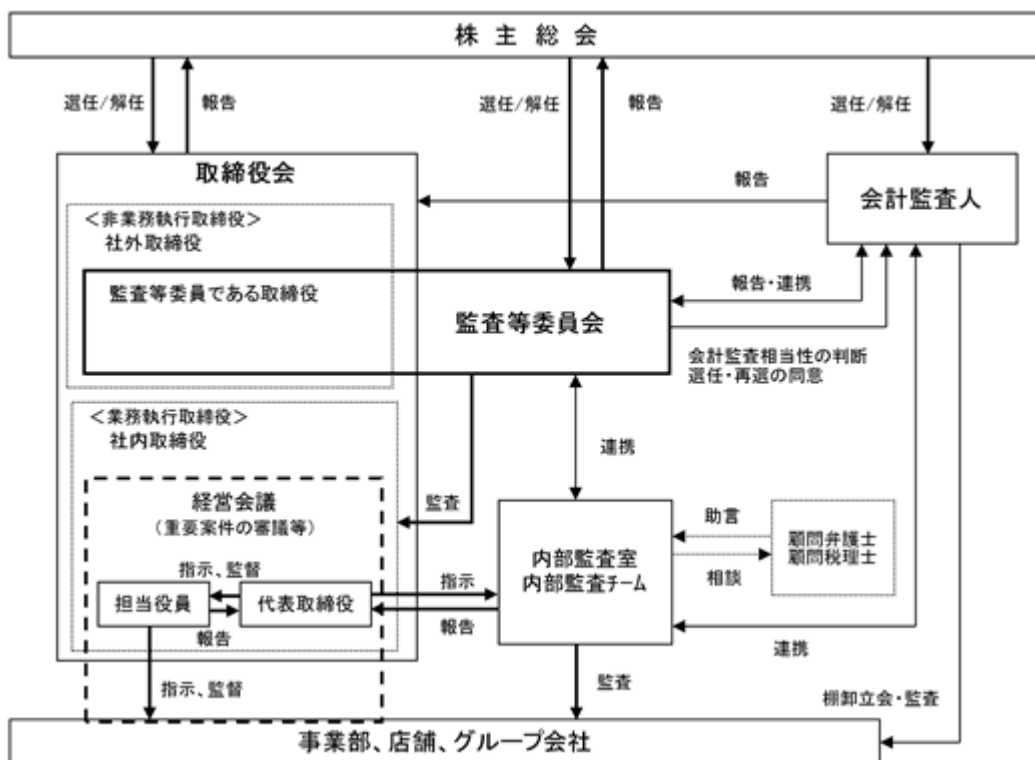 株主総会
選任/解任
報告
選任/解任
報告
選任/解任
取締役会
報告
会計監査人
＜非業務執行取締役＞
社外取締役
監査等委員である取締役
監査等委員会
報告・連携
会計監査相当性の判断
選任・再選の同意
＜業務執行取締役＞
社内取締役
連携
経営会議
（重要案件の審議等）
監査
助言
顧問弁護士
顧問税理士
相談
内部監査室
内部監査ﾁｰﾑ
指示、監督
指示
担当役員
代表取締役
報告
報告
連携
指示、監督
監査
棚卸立会・監査
事業部、店舗、グループ会社